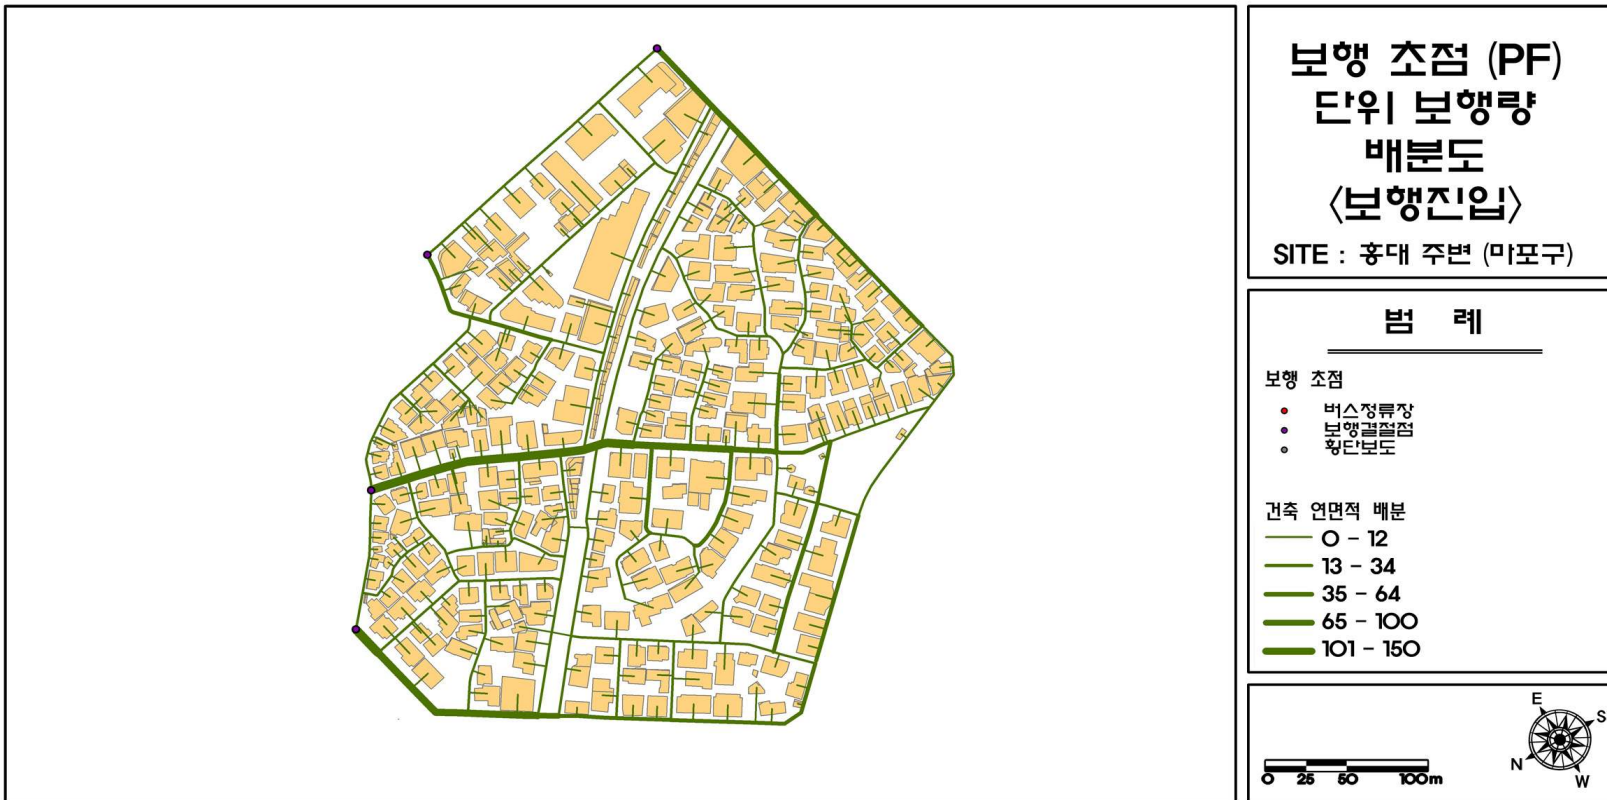 보행 초점 (PF)
단위 보행량
배분도
<보행진입>
SITE : 홍대 주변 (마포구)
범 례
보행 초점
버스정류장
보행결절점
횡단보도
건축 연면적 배분
0 - 12
13 - 34
35 - 64
65 - 100
101 - 150
0 25 50 100m
E
S
N
W